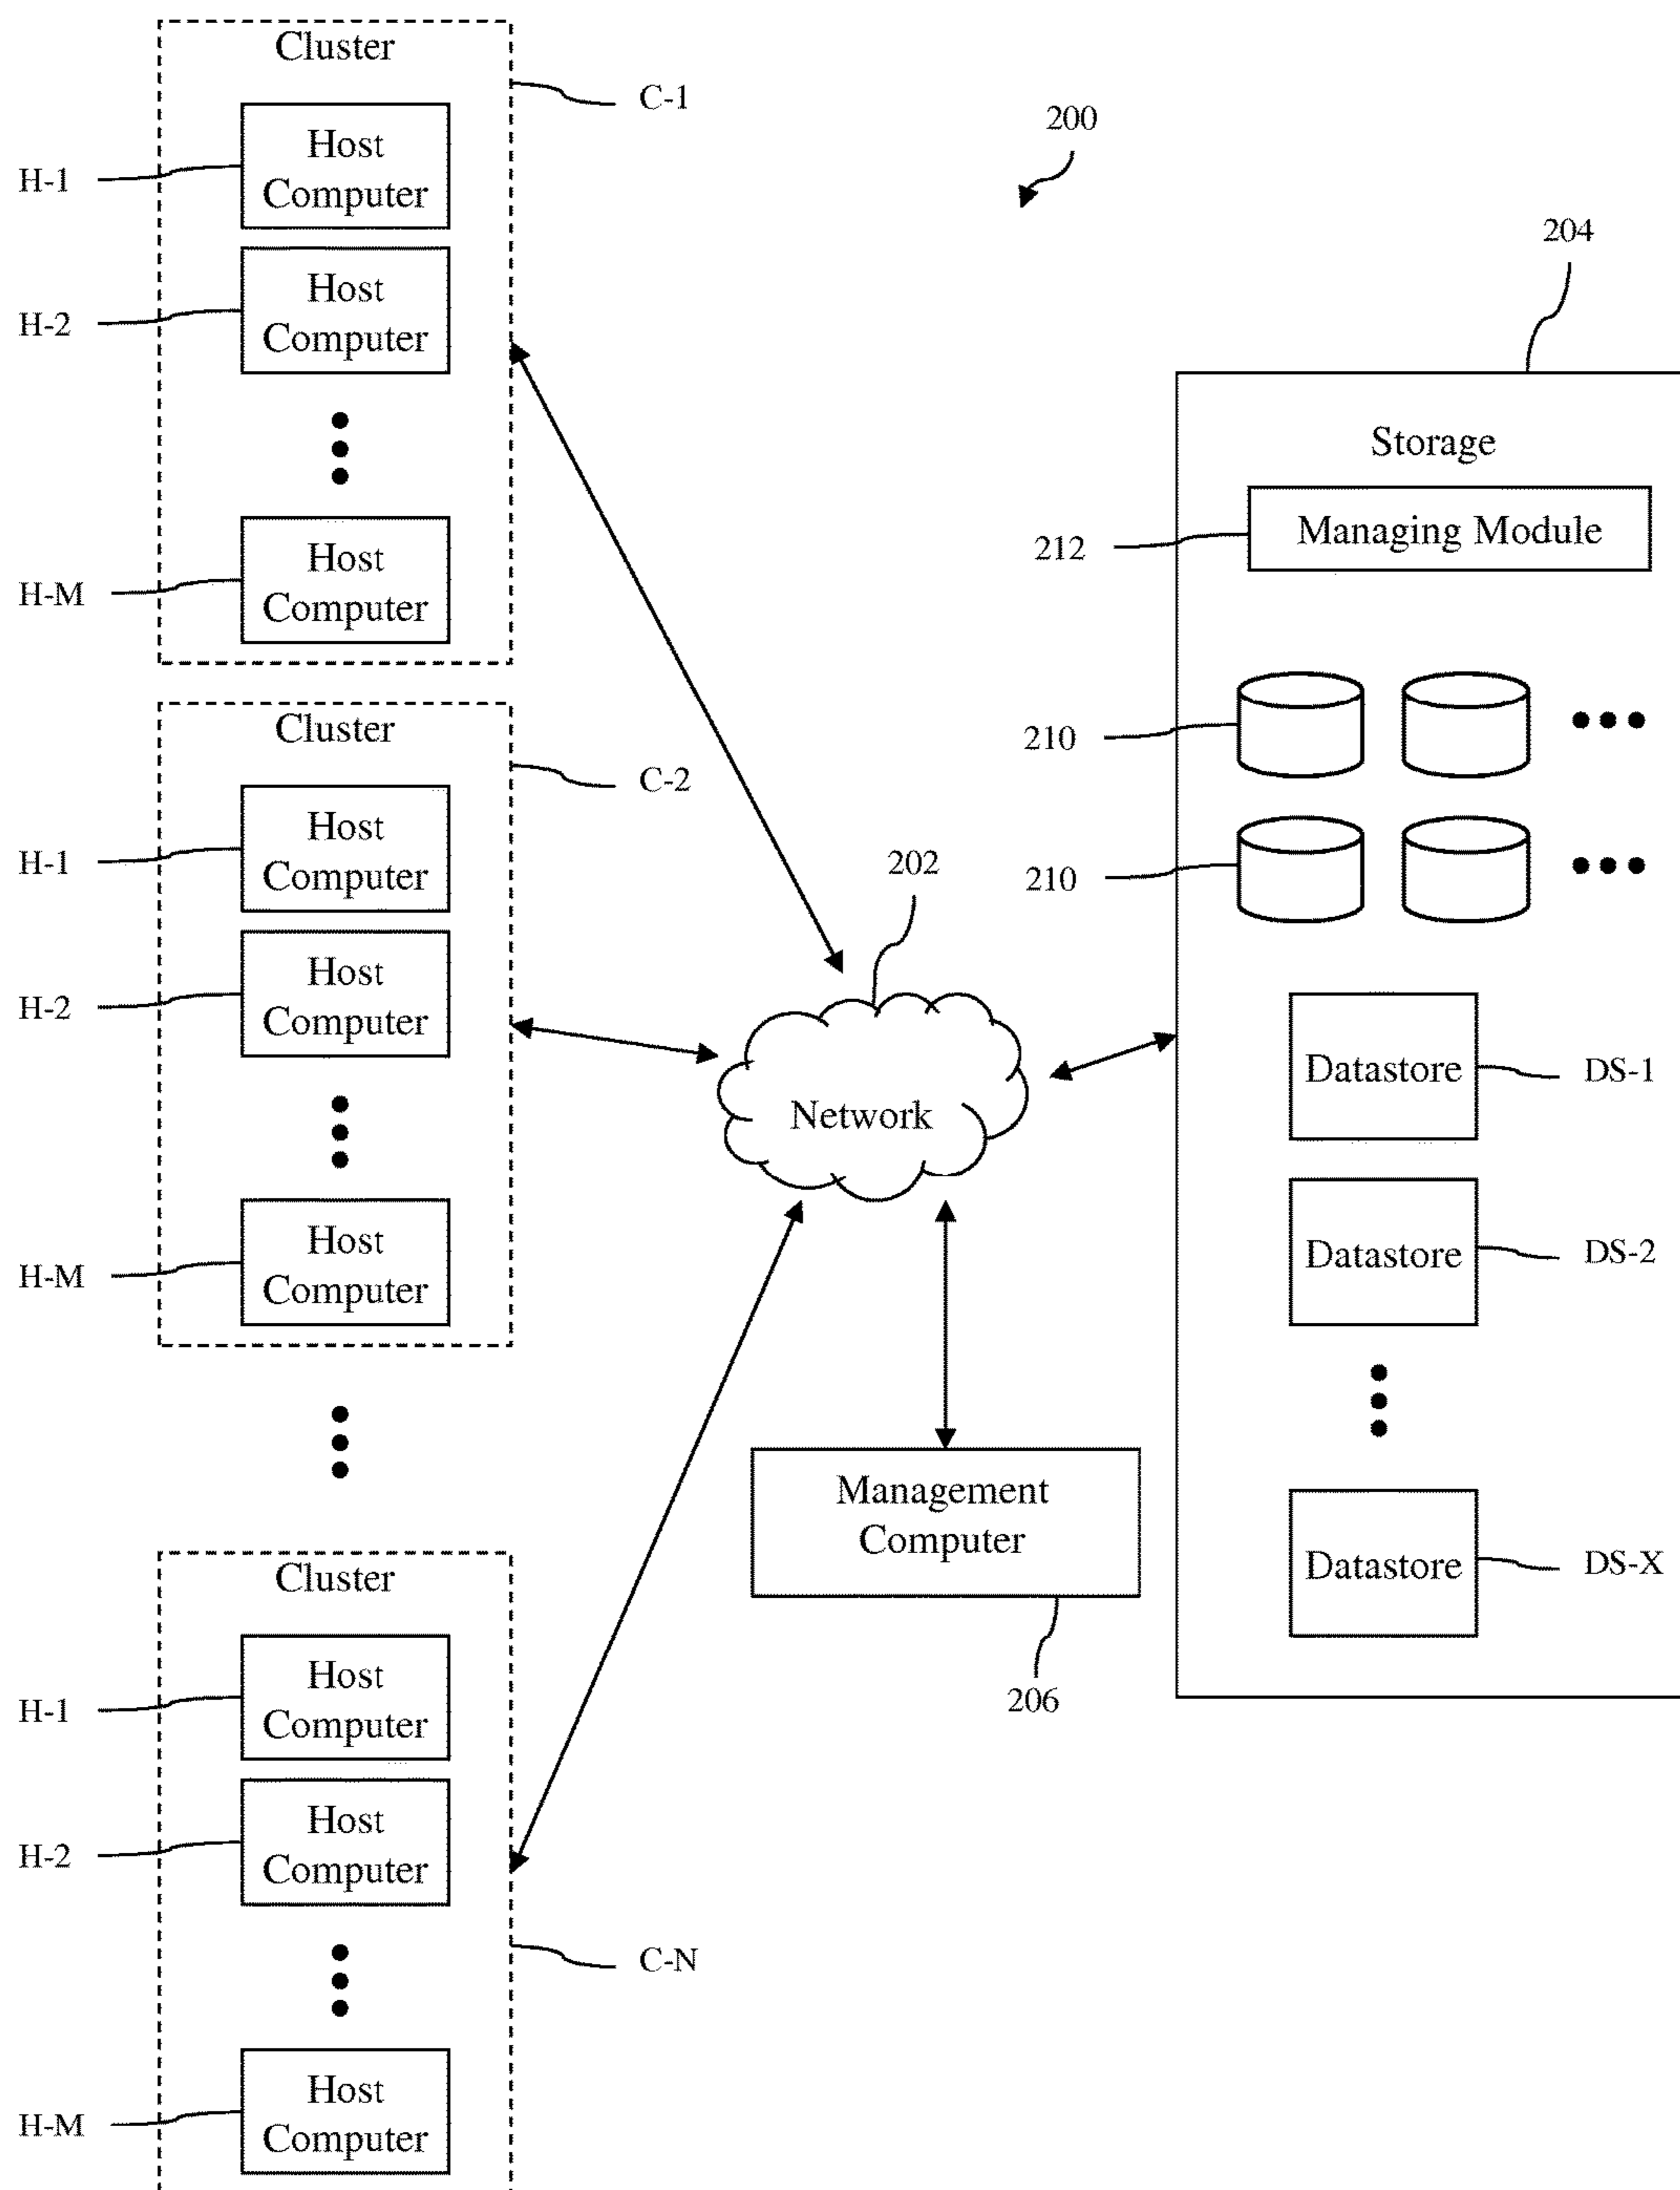 Cluster
C-1
Host
Computer
H-1
Host
Computer
H-2
Host
Computer
H-M
Cluster
C-2
Host
Computer
H-1
Host
Computer
H-2
Host
Computer
H-M
Cluster
Host
Computer
H-1
Host
Computer
H-2
C-N
Host
Computer
H-M
200
202
Network
Management
Computer
206
204
Storage
Managing Module
212
210
210
Datastore
DS-1
Datastore
DS-2
Datastore
DS-X